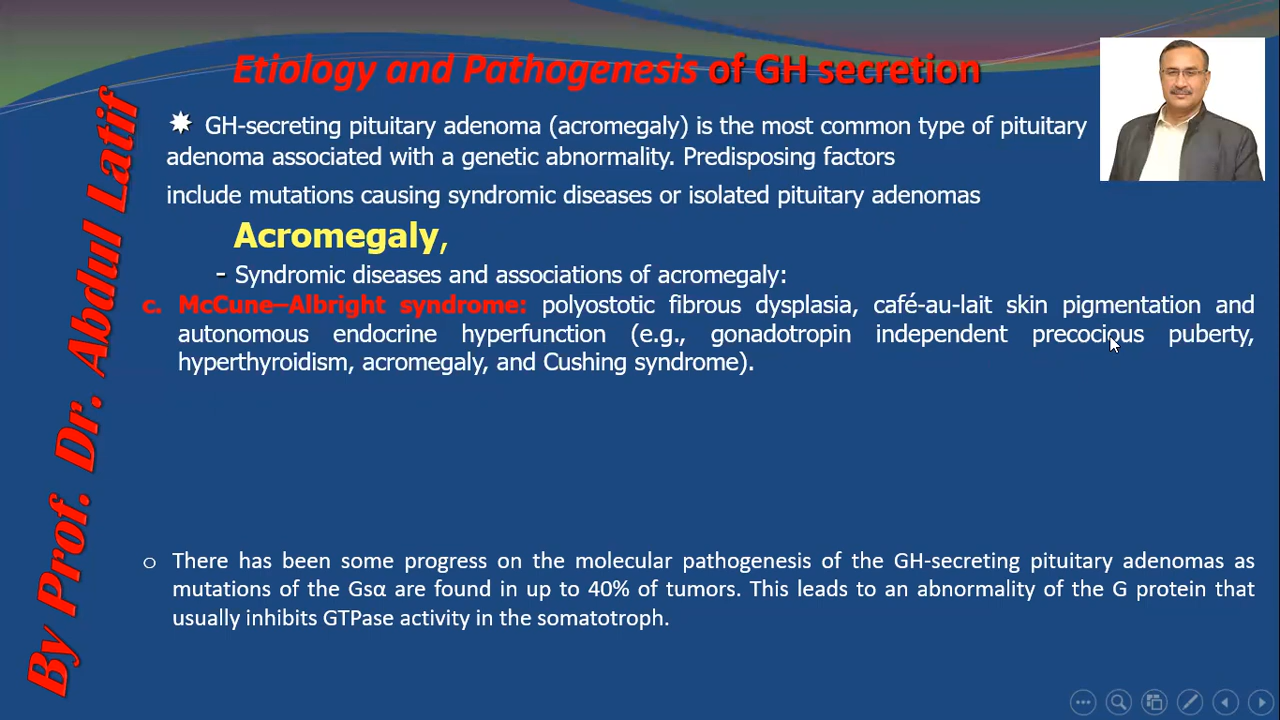 Etiology and Pathogenesis of GH secretion
✷ GH-secreting pituitary adenoma (acromegaly) is the most common type of pituitary
adenoma associated with a genetic abnormality. Predisposing factors
include mutations causing syndromic diseases or isolated pituitary adenomas
Acromegaly,
- Syndromic diseases and associations of acromegaly:
c. McCune–Albright syndrome: polyostotic fibrous dysplasia, café-au-lait skin pigmentation and
autonomous endocrine hyperfunction (e.g., gonadotropin independent precocious puberty,
hyperthyroidism, acromegaly, and Cushing syndrome).
o There has been some progress on the molecular pathogenesis of the GH-secreting pituitary adenomas as
mutations of the Gsα are found in up to 40% of tumors. This leads to an abnormality of the G protein that
usually inhibits GTPase activity in the somatotroph.
By Prof. Dr. Abdul Latif